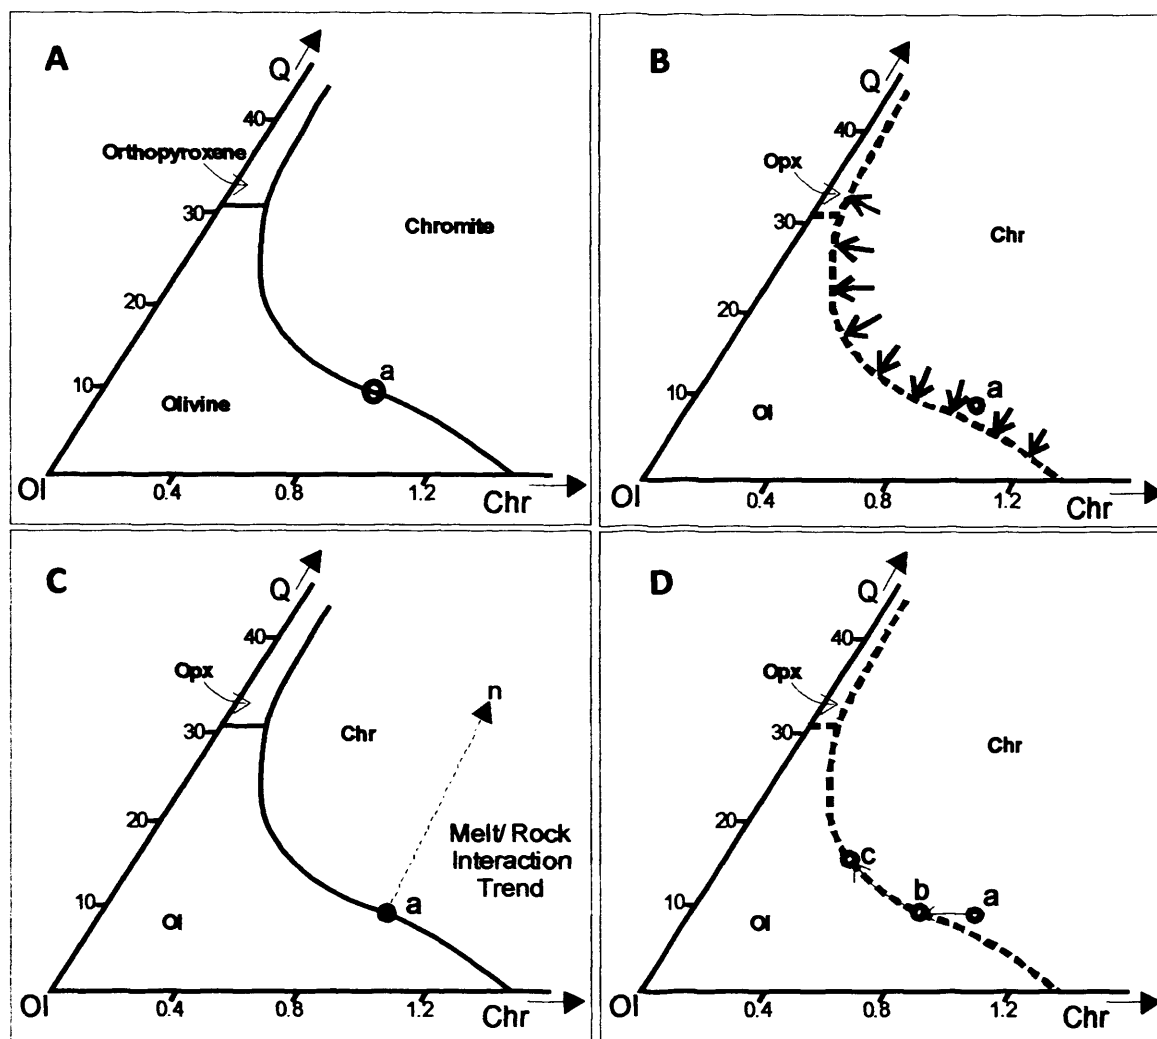 A
Q
40
Orthopyroxene
30
Chromite
20
a
10
Olivine
Ol
0.4
0.8
1.2
Chr
B
Q
40
Opx
30
Chr
20
a
10
Ol
Ol
0.4
0.8
1.2
Chr
C
Q
40
Opx
n
30
Chr
20
Melt/ Rock
Interaction
Trend
a
10
Ol
Ol
0.4
0.8
1.2
Chr
D
Q
40
Opx
30
Chr
20
c
b
a
10
Ol
Ol
0.4
0.8
1.2
Chr